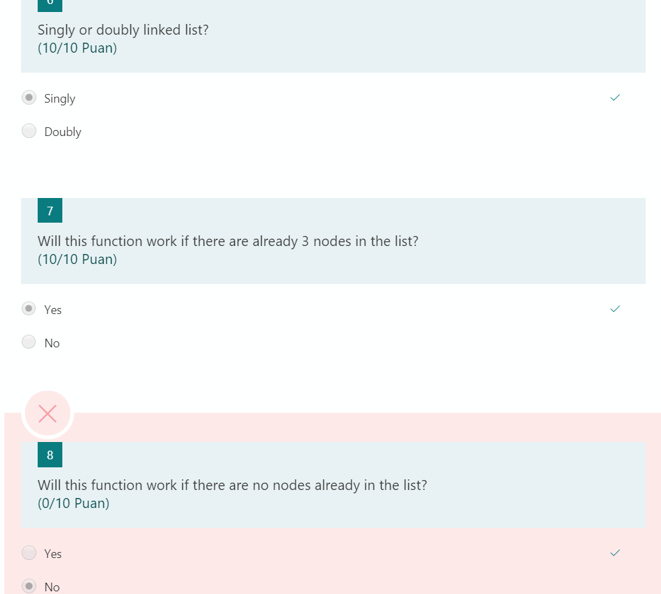 6
Singly or doubly linked list?
(10/10 Puan)
Singly
Doubly
7
Will this function work if there are already 3 nodes in the list?
(10/10 Puan)
Yes
No
8
Will this function work if there are no nodes already in the list?
(0/10 Puan)
Yes
No